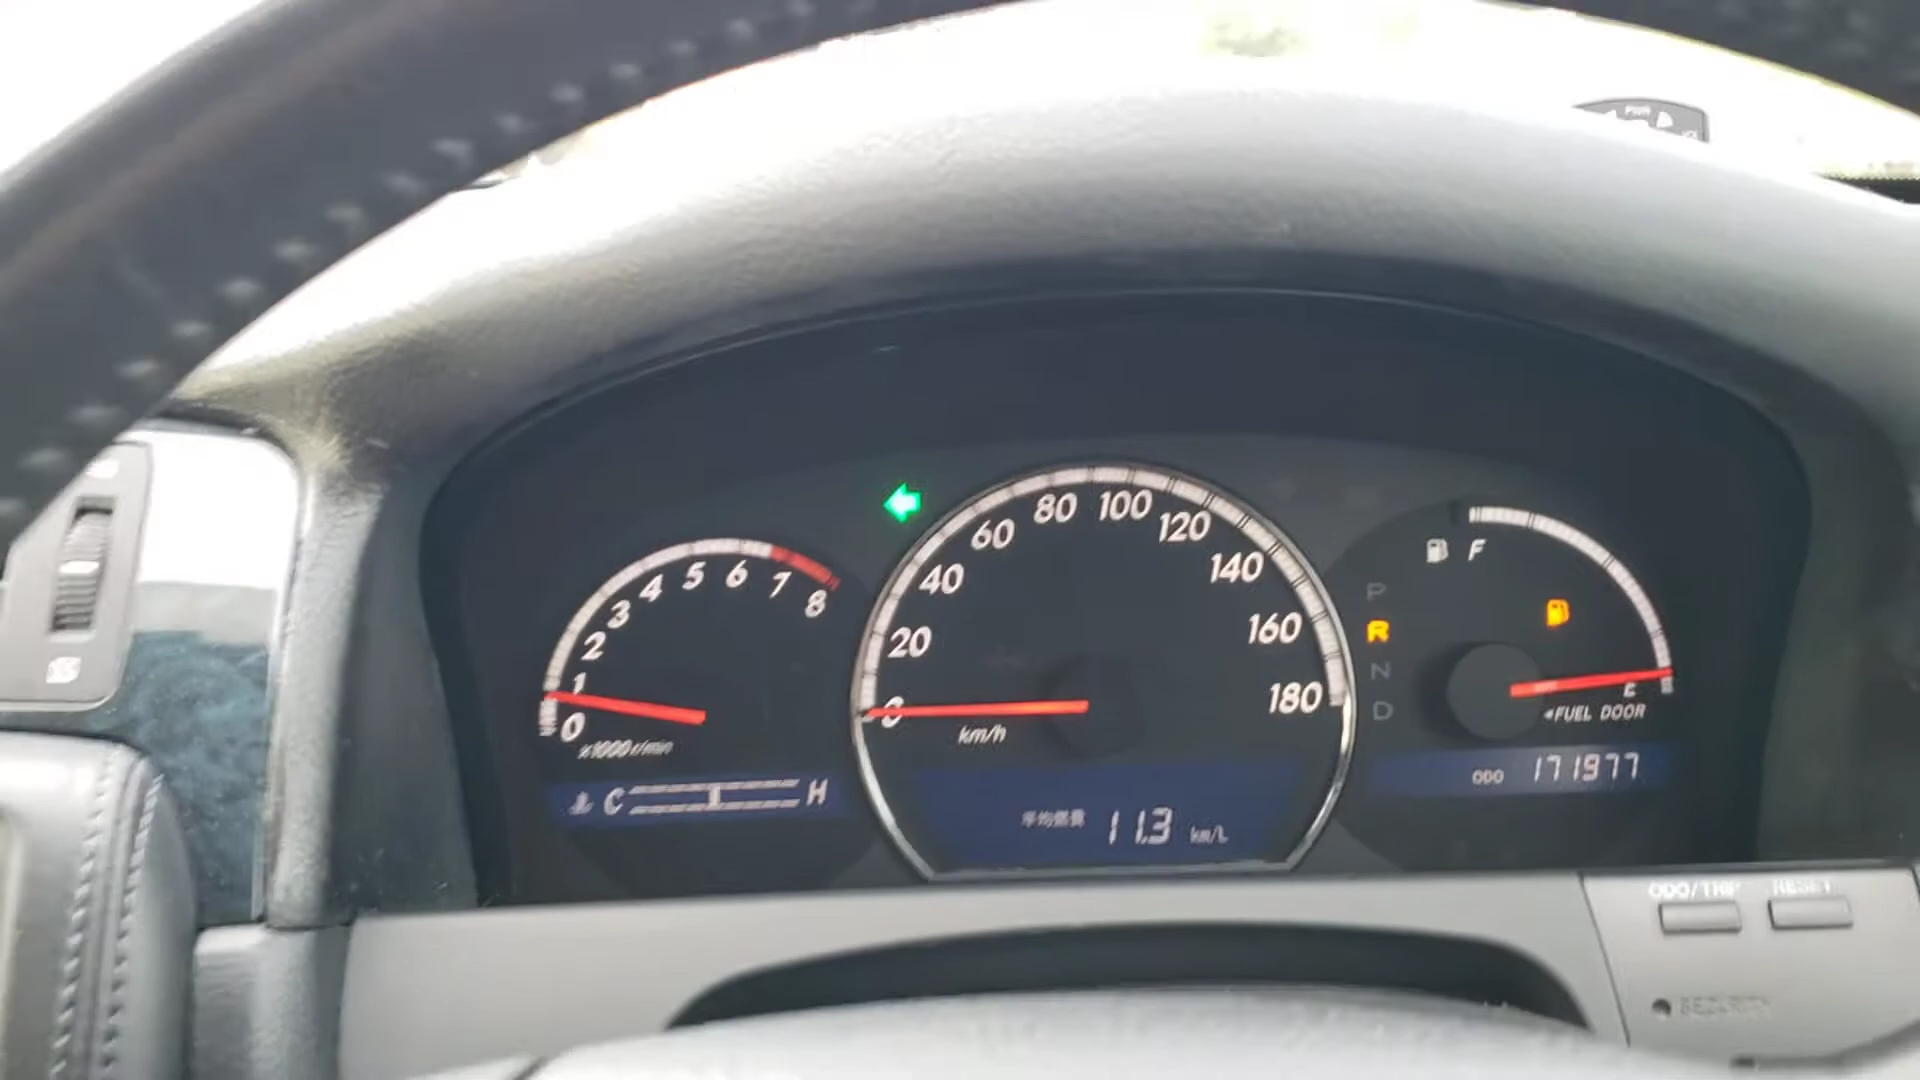 PWR
80 100
60 120
40 140
20 160
0 180
km/h
1 2 3 4 5 6 7 8
0
x1000r/min
C H
平均燃費 11.3 km/L
P
R
N
D
F
E
◄FUEL DOOR
ODO 171977
ODO/TRIP RESET
SECURITY